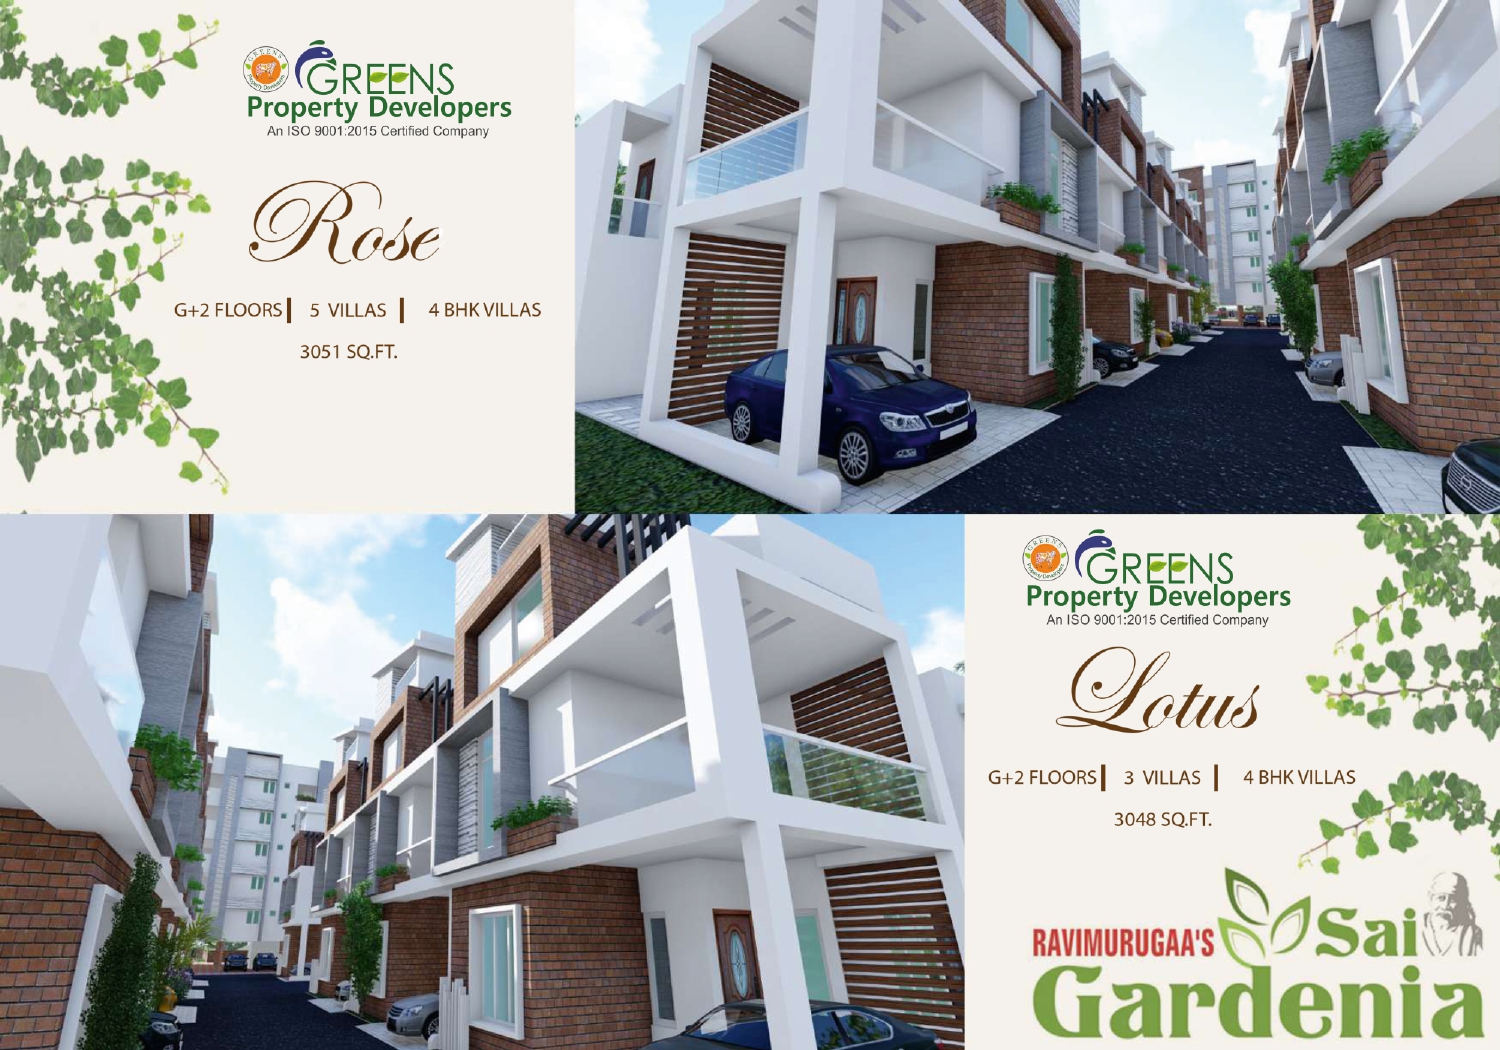 GREENS
Property Developers
An ISO 9001:2015 Certified Company
Rose
G+2 FLOORS | 5 VILLAS | 4 BHK VILLAS
3051 SQ.FT.
GREENS
Property Developers
An ISO 9001:2015 Certified Company
Lotus
G+2 FLOORS | 3 VILLAS | 4 BHK VILLAS
3048 SQ.FT.
RAVIMURUGAA'S Sai
Gardenia